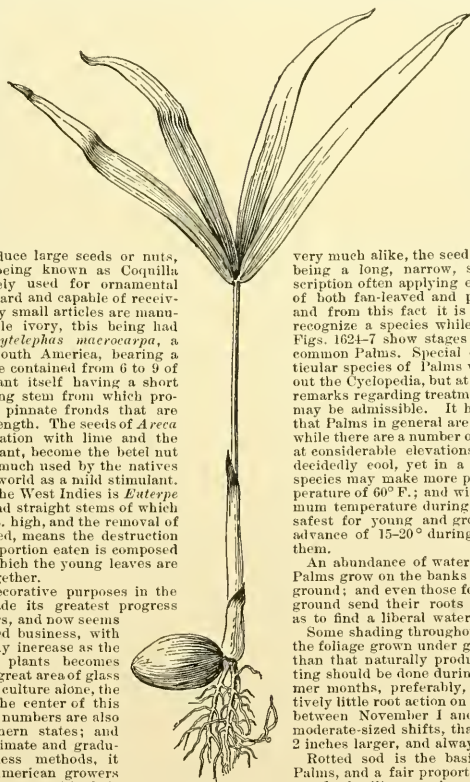 duce large seeds or nuts,
being known as Coquilla
ely used for ornamental
ard and capable of receiv-
y small articles are manu-
le ivory, this being had
ytelephas macrocarpa, a
outh America, bearing a
e contained from 6 to 9 of
ant itself having a short
ng stem from which pro-
pinnate fronds that are
ength. The seeds of Areca
ation with lime and the
ant, become the betel nut
much used by the natives
world as a mild stimulant.
he West Indies is Euterpe
d straight stems of which
. high, and the removal of
ed, means the destruction
portion eaten is composed
hich the young leaves are
gether.
ecorative purposes in the
de its greatest progress
rs, and now seems
ed business, with
ly increase as the
plants becomes
great area of glass
culture alone, the
he center of this
numbers are also
hern states; and
imate and gradu-
less methods, it
merican growers
very much alike, the seed
being a long, narrow, s
scription often applying e
of both fan-leaved and p
and from this fact it is
recognize a species while
Figs. 1624-7 show stages
common Palms. Special
ticular species of Palms
out the Cyclopedia, but at
remarks regarding treatm
may be admissible. It h
that Palms in general are
while there are a number o
at considerable elevations
decidedly cool, yet in a
species may make more p
perature of 60° F.; and wi
mum temperature during
safest for young and gro
advance of 15-20° during
them.
An abundance of water
Palms grow on the banks
ground; and even those fo
ground send their roots
as to find a liberal water
Some shading througho
the foliage grown under g
than that naturally produ
ting should be done durin
mer months, preferably,
tively little root action on
between November 1 and
moderate-sized shifts, tha
2 inches larger, and alway
Rotted sod is the basi
Palms, and a fair propor